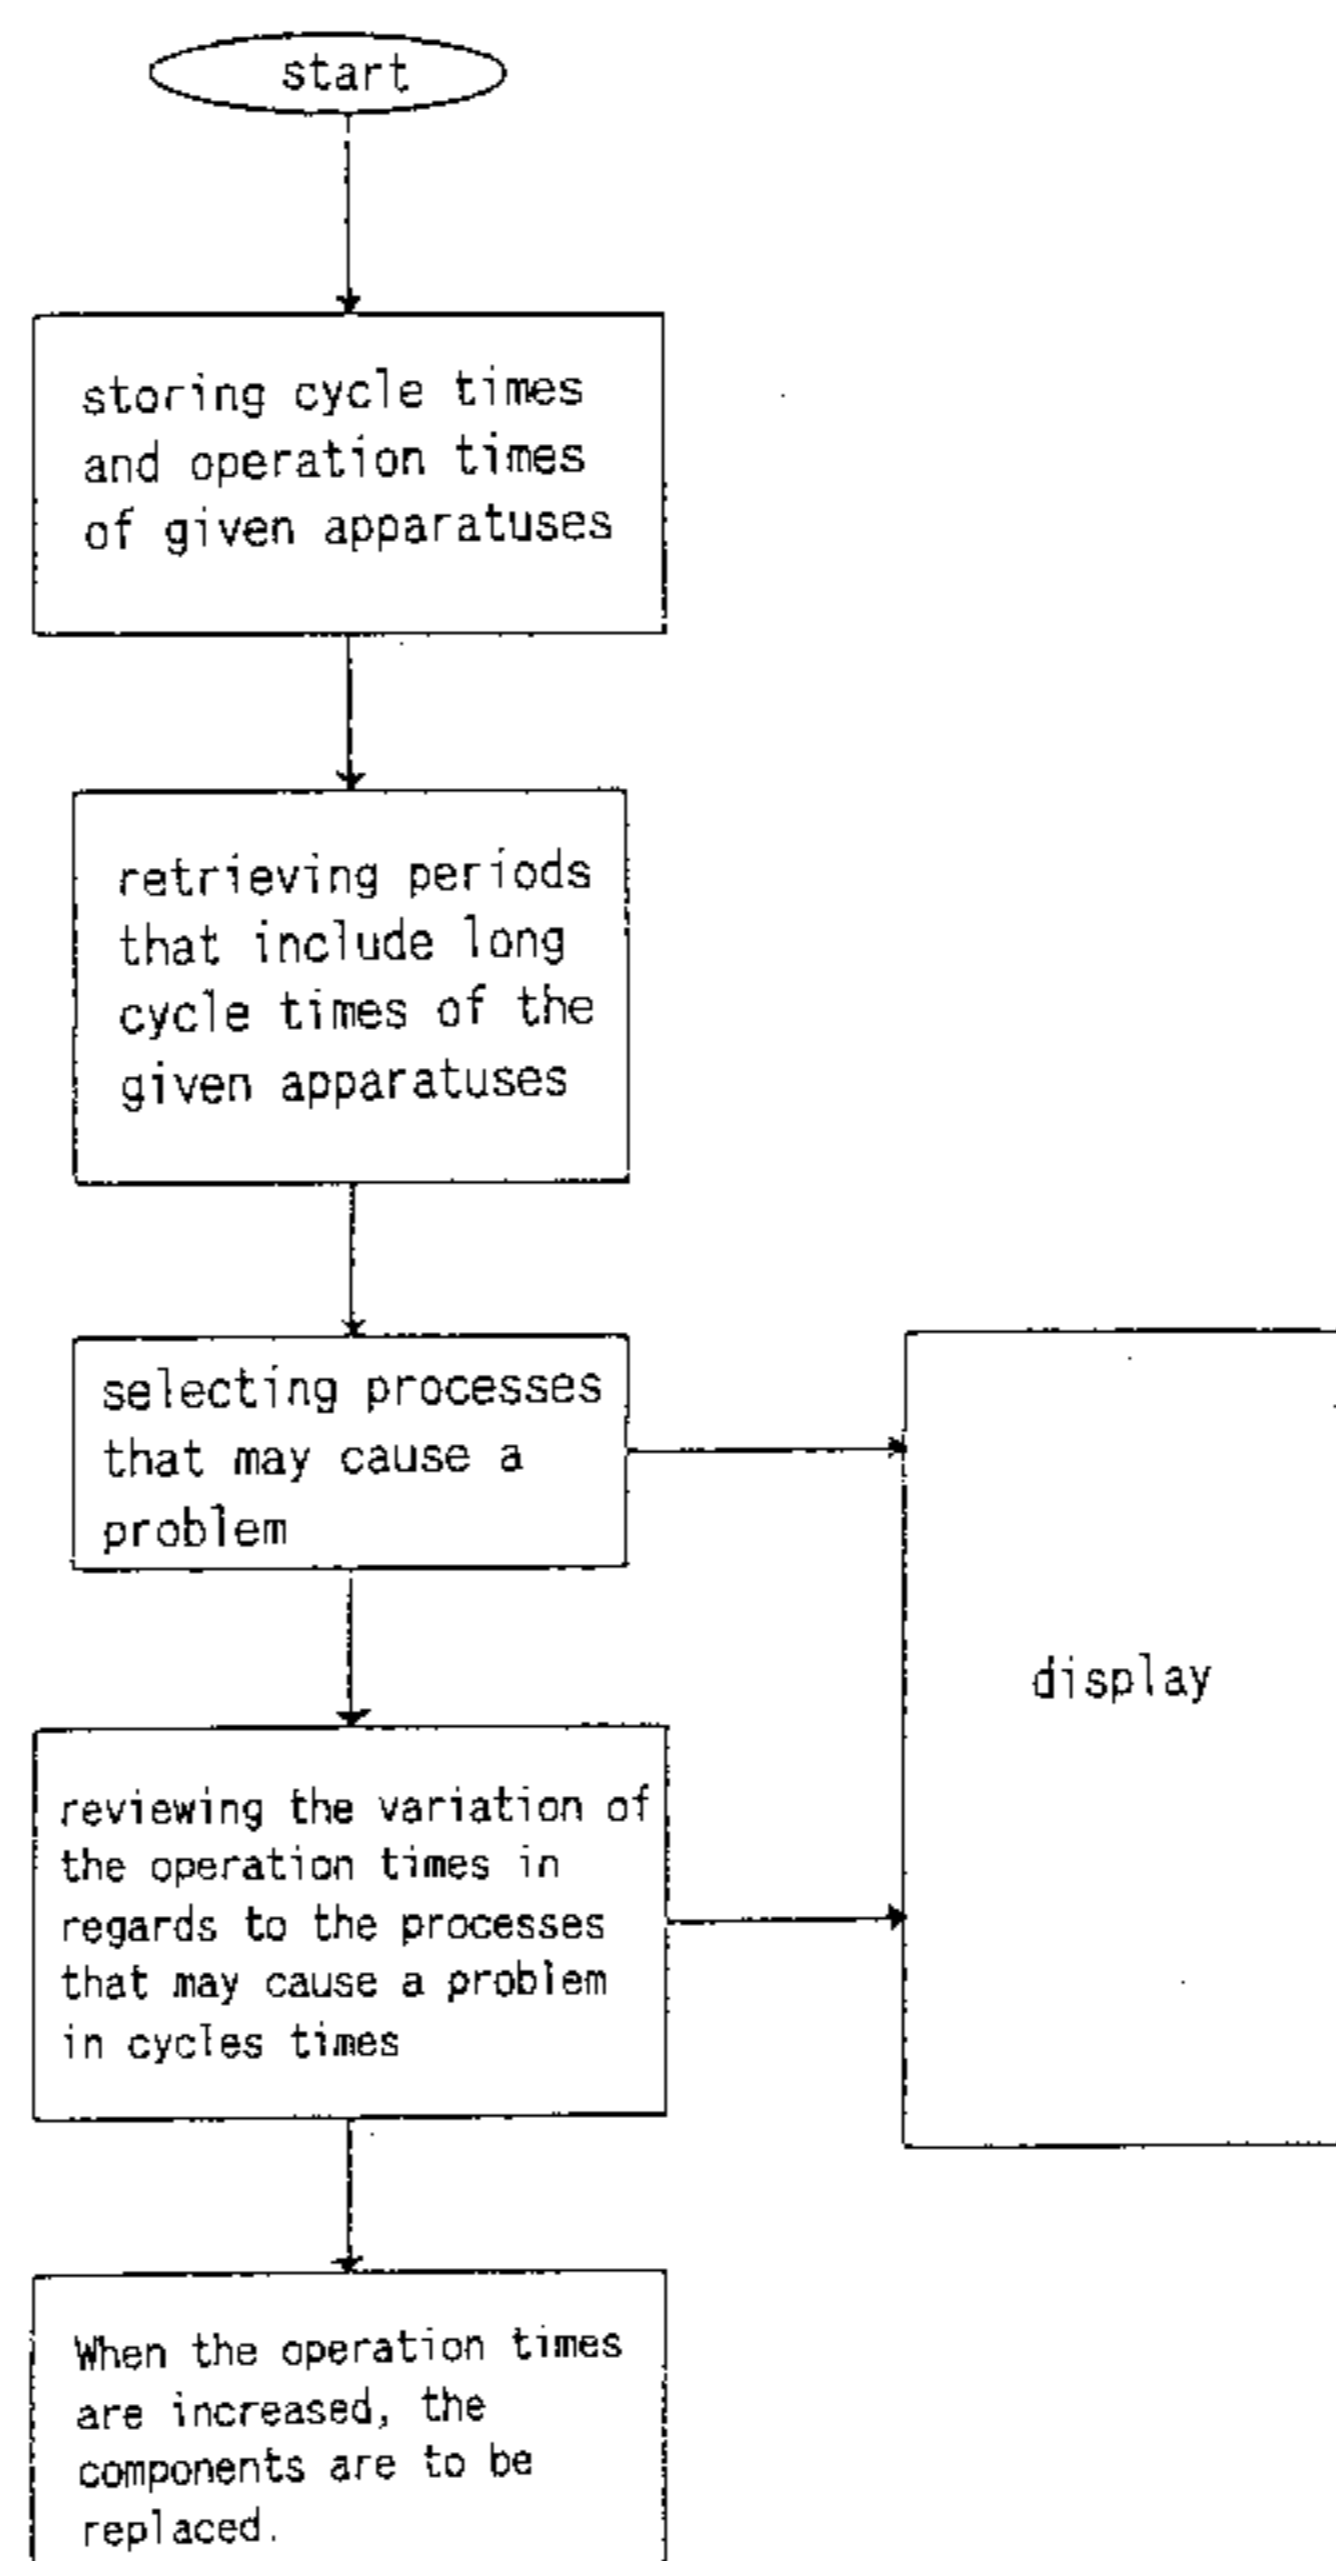 start
storing cycle times
and operation times
of given apparatuses
retrieving periods
that include long
cycle times of the
given apparatuses
selecting processes
that may cause a
problem
display
reviewing the variation of
the operation times in
regards to the processes
that may cause a problem
in cycles times
When the operation times
are increased, the
components are to be
replaced.